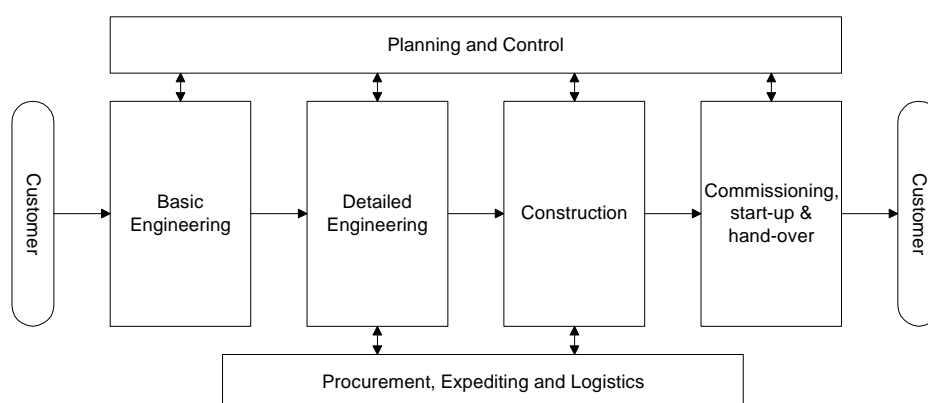 Planning and Control
Customer
Basic
Engineering
Detailed
Engineering
Construction
Commissioning,
start-up &
hand-over
Customer
Procurement, Expediting and Logistics